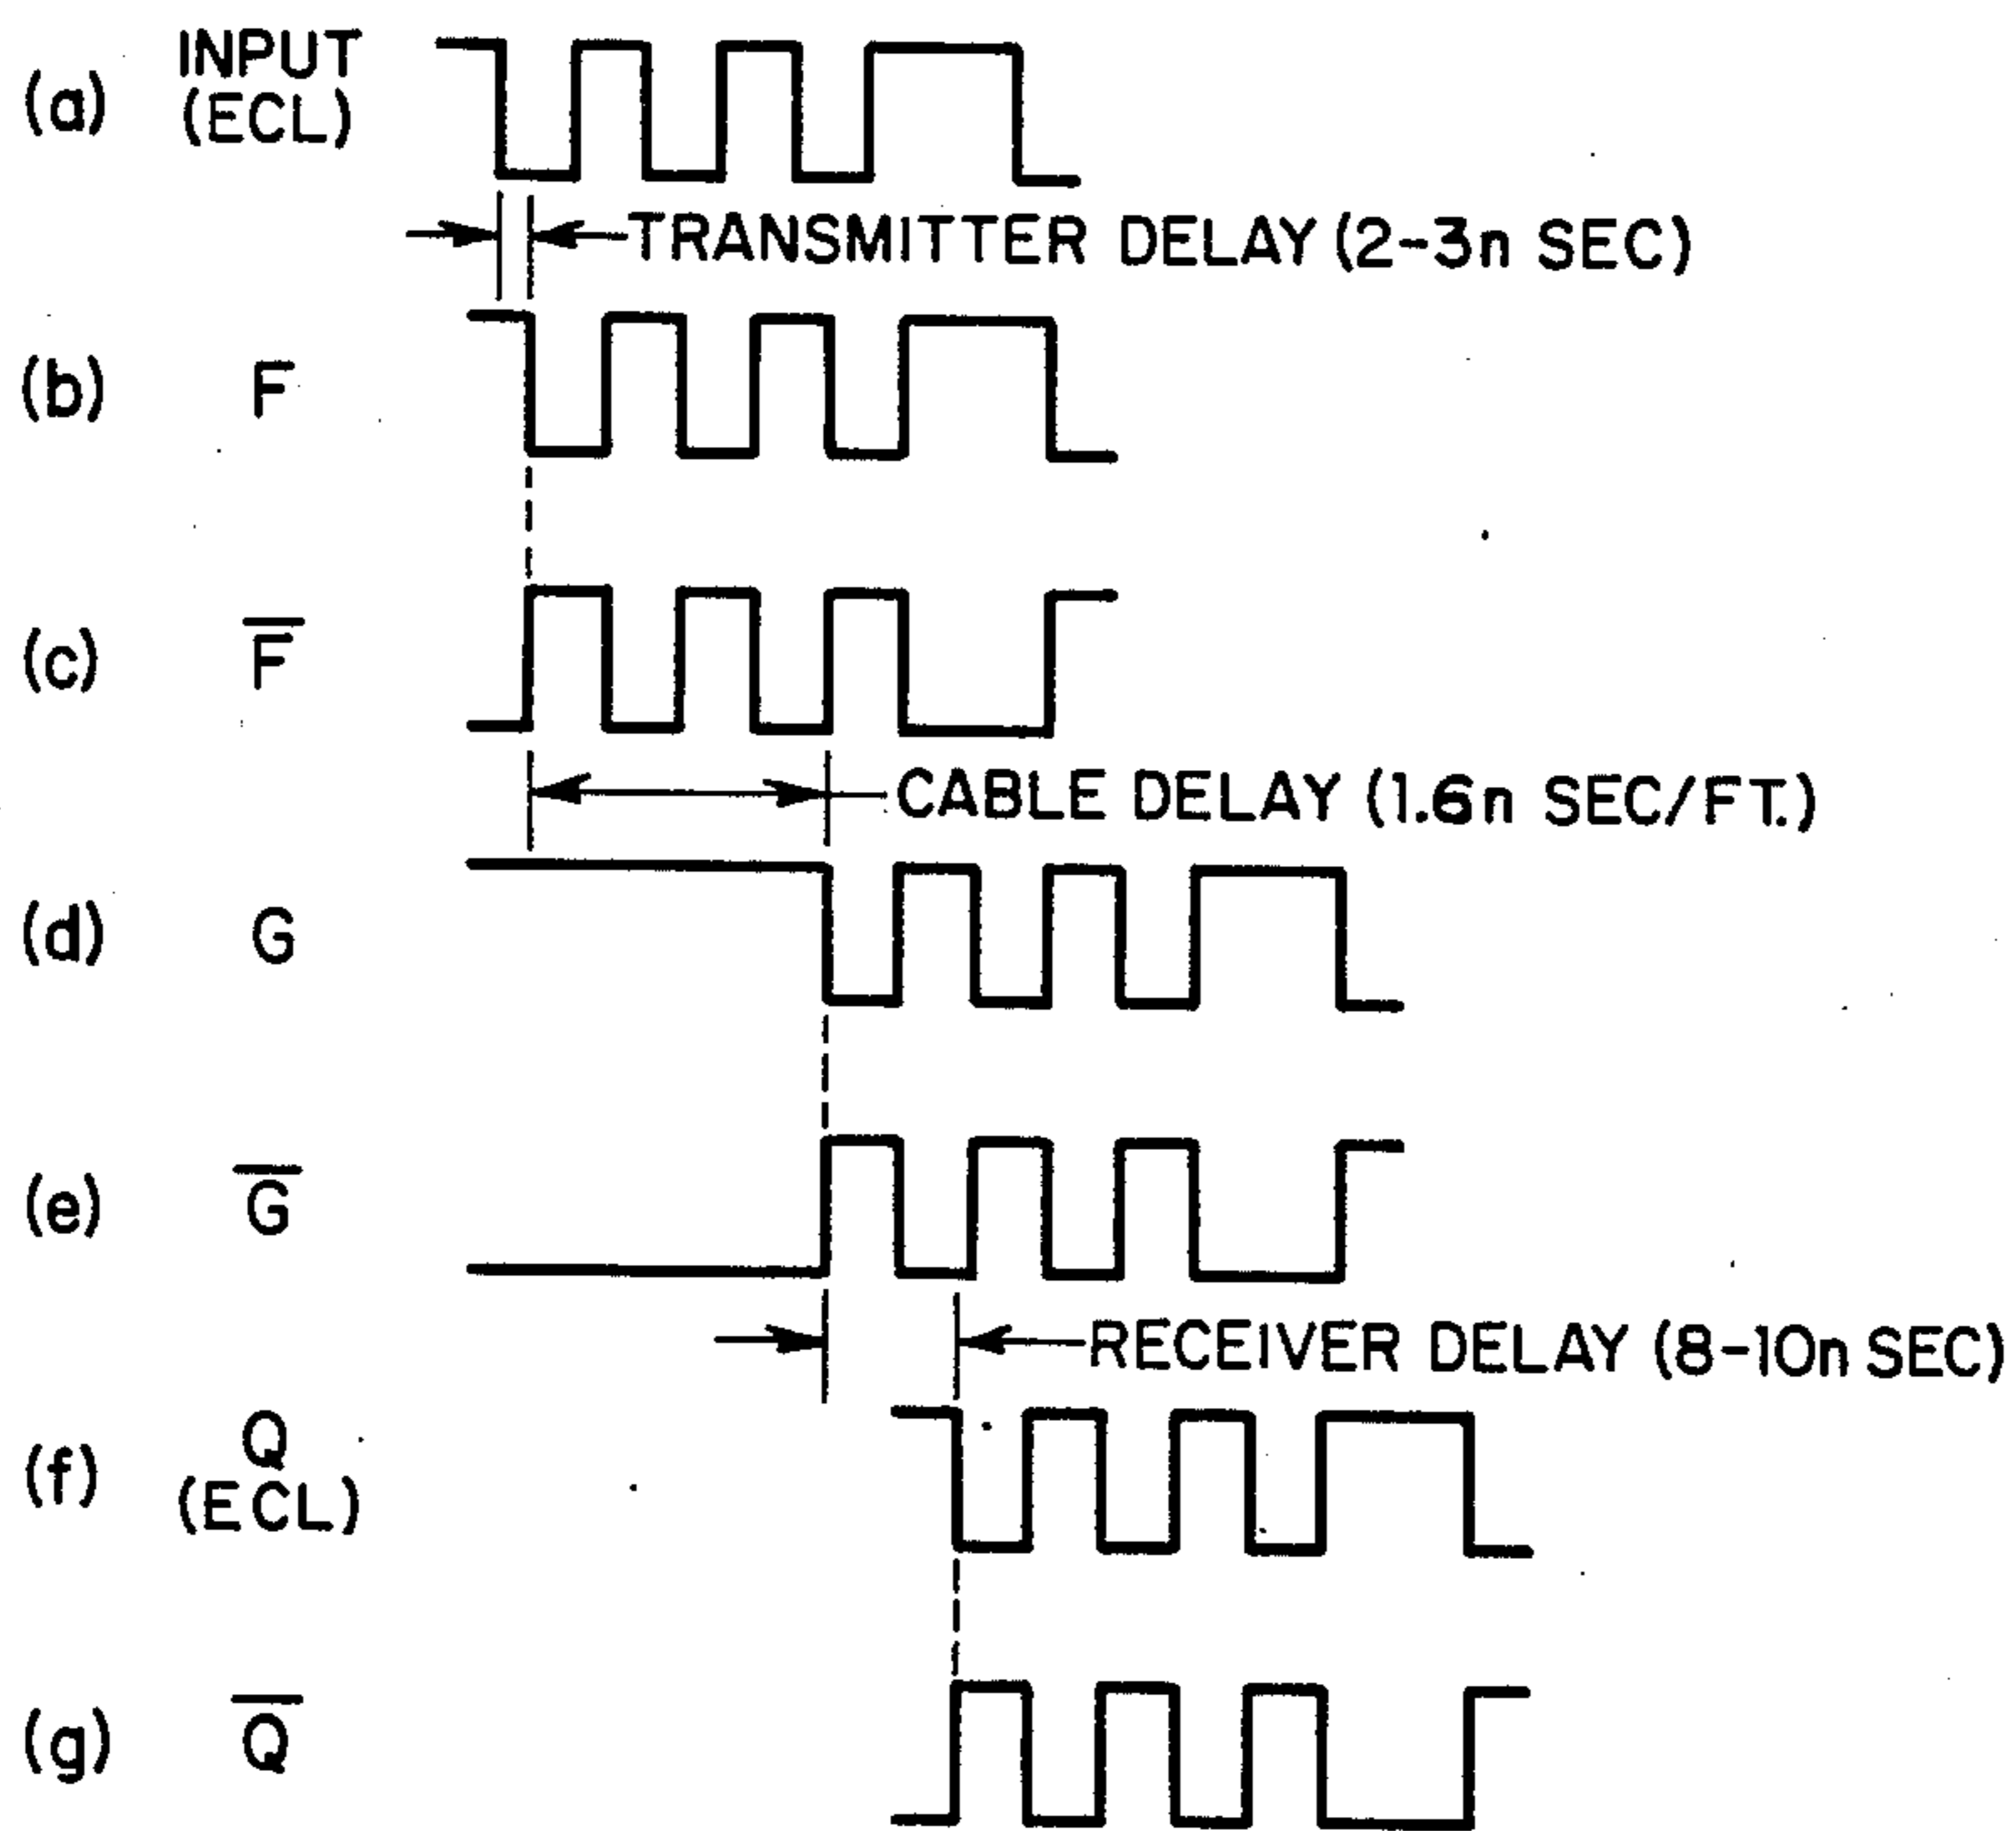 (a) INPUT
(ECL)
TRANSMITTER DELAY (2-3n SEC)
(b) F
(c) F̅
CABLE DELAY (1.6n SEC/FT.)
(d) G
(e) G̅
RECEIVER DELAY (8-10n SEC)
(f) Q
(ECL)
(g) Q̅